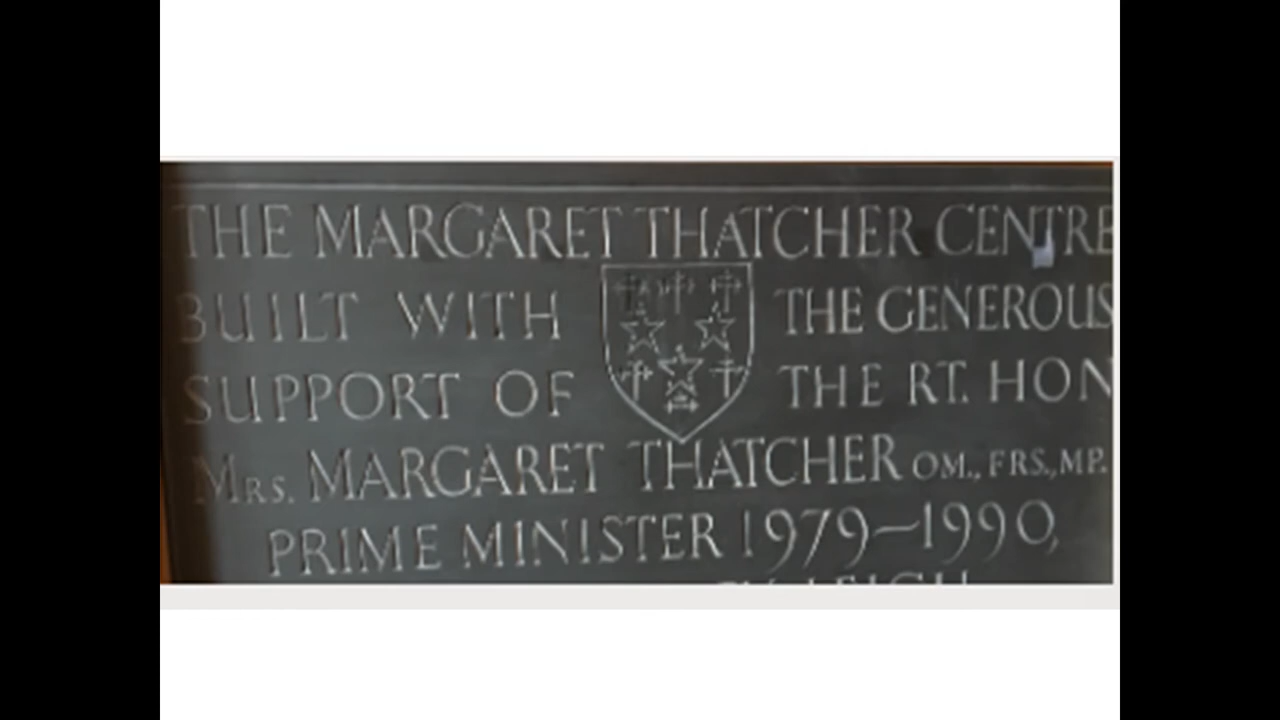 THE MARGARET THATCHER CENTRE
BUILT WITH THE GENEROUS
SUPPORT OF THE RT. HON
MRS. MARGARET THATCHER OM., FRS., MP.
PRIME MINISTER 1979–1990,